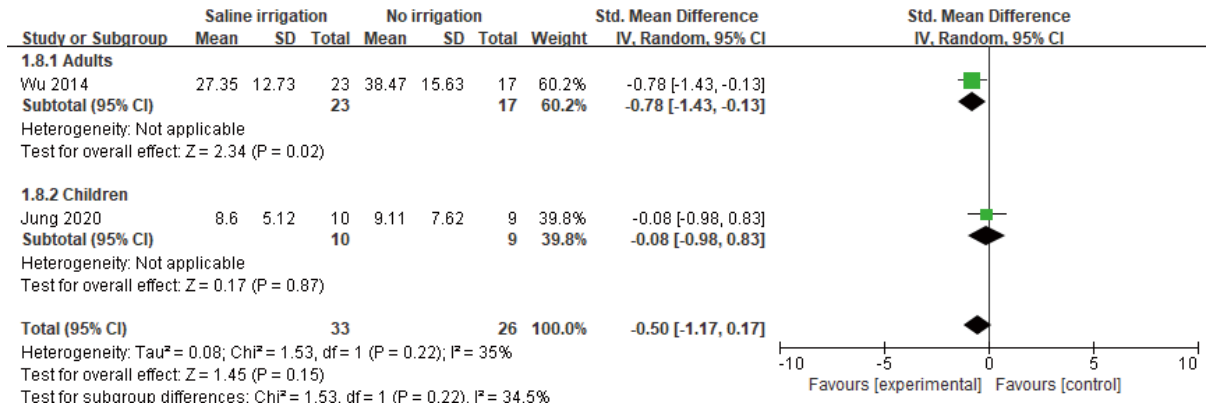 Saline irrigation No irrigation Std. Mean Difference Std. Mean Difference
Study or Subgroup Mean SD Total Mean SD Total Weight IV, Random, 95% CI IV, Random, 95% CI
1.8.1 Adults
Wu 2014 27.35 12.73 23 38.47 15.63 17 60.2% -0.78 [-1.43, -0.13]
Subtotal (95% CI) 23 17 60.2% -0.78 [-1.43, -0.13]
Heterogeneity: Not applicable
Test for overall effect: Z = 2.34 (P = 0.02)
1.8.2 Children
Jung 2020 8.6 5.12 10 9.11 7.62 9 39.8% -0.08 [-0.98, 0.83]
Subtotal (95% CI) 10 9 39.8% -0.08 [-0.98, 0.83]
Heterogeneity: Not applicable
Test for overall effect: Z = 0.17 (P = 0.87)
Total (95% CI) 33 26 100.0% -0.50 [-1.17, 0.17]
Heterogeneity: Tau² = 0.08; Chi² = 1.53, df = 1 (P = 0.22); I² = 35%
Test for overall effect: Z = 1.45 (P = 0.15)
Test for subgroup differences: Chi² = 1.53, df = 1 (P = 0.22), I² = 34.5%
-10 -5 0 5 10
Favours [experimental] Favours [control]